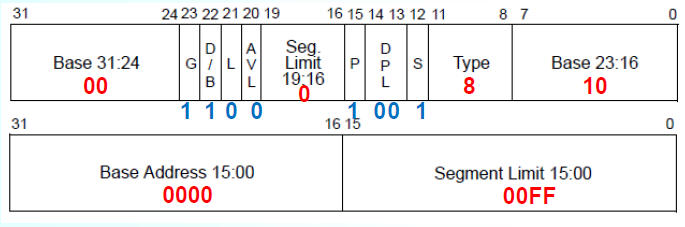 31 24 23 22 21 20 19 16 15 14 13 12 11 8 7 0
Base 31:24 G D/B L AVL Seg. Limit 19:16 P DPL S Type Base 23:16
00 0 8 10
1 1 0 0 1 00 1
31 16 15 0
Base Address 15:00 Segment Limit 15:00
0000 00FF